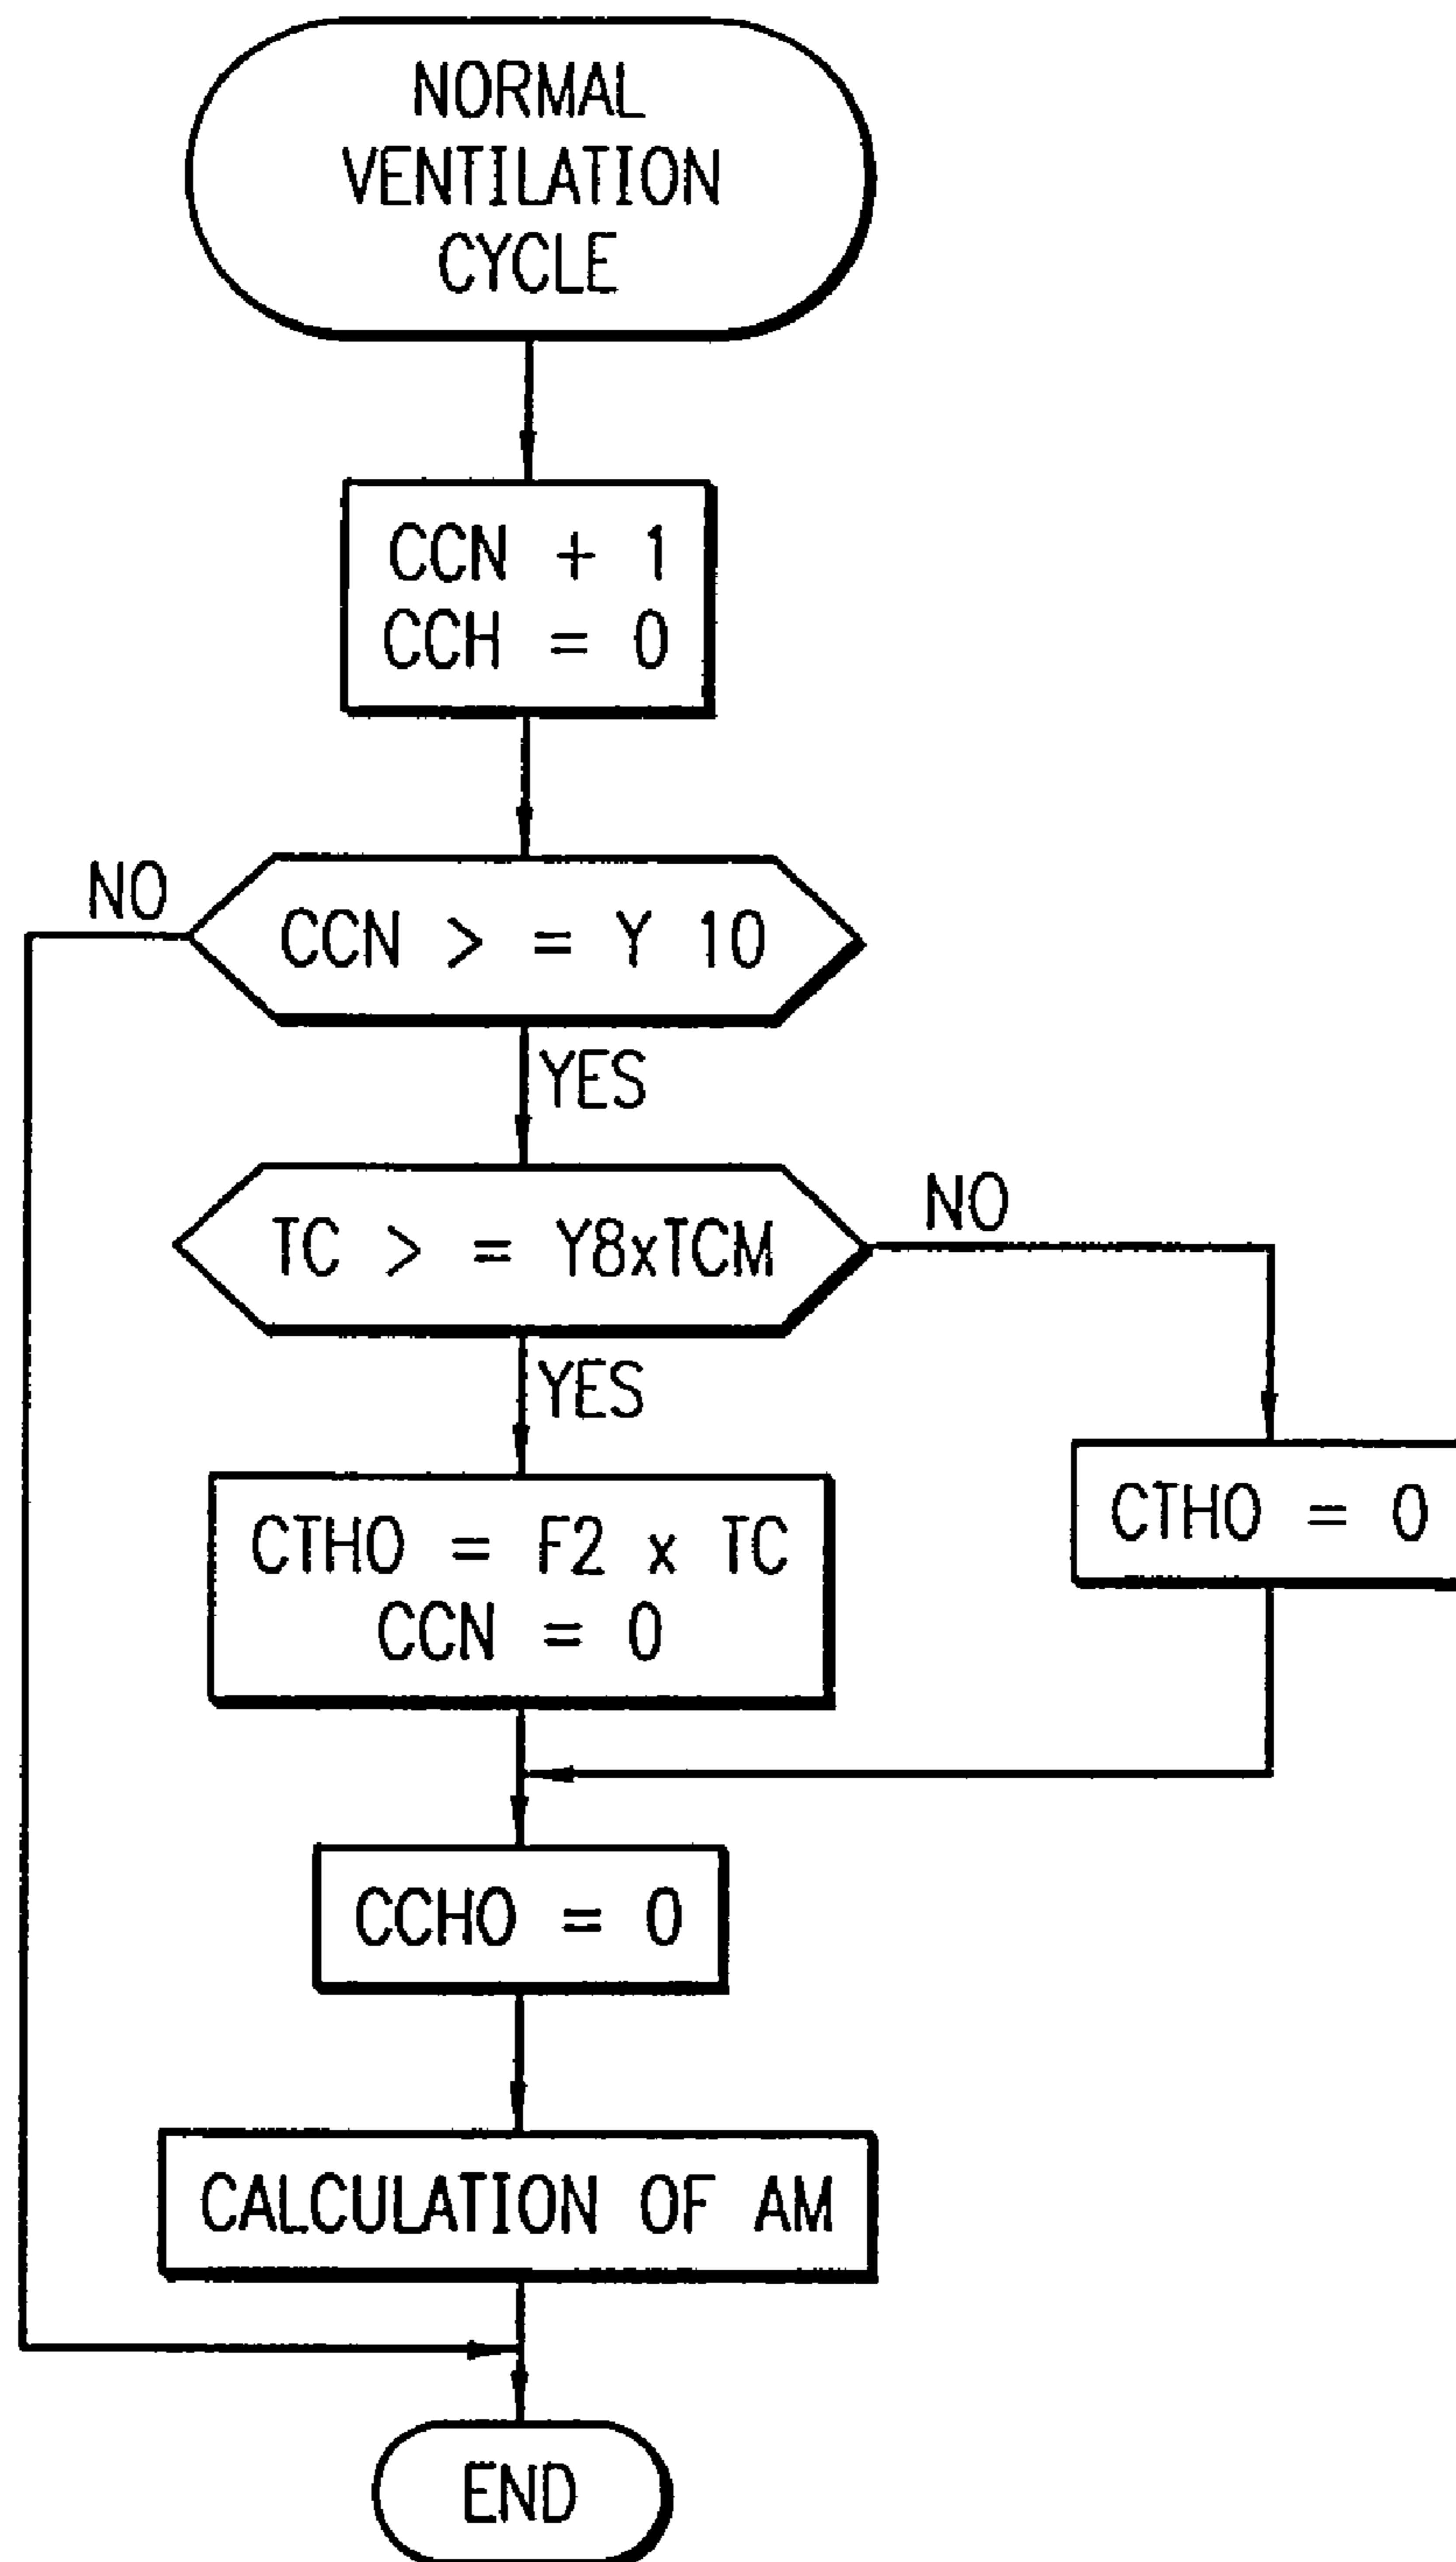 NORMAL
VENTILATION
CYCLE
CCN + 1
CCH = 0
NO
CCN > = Y 10
YES
TC > = Y8xTCM
NO
YES
CTHO = F2 x TC
CCN = 0
CTHO = 0
CCHO = 0
CALCULATION OF AM
END